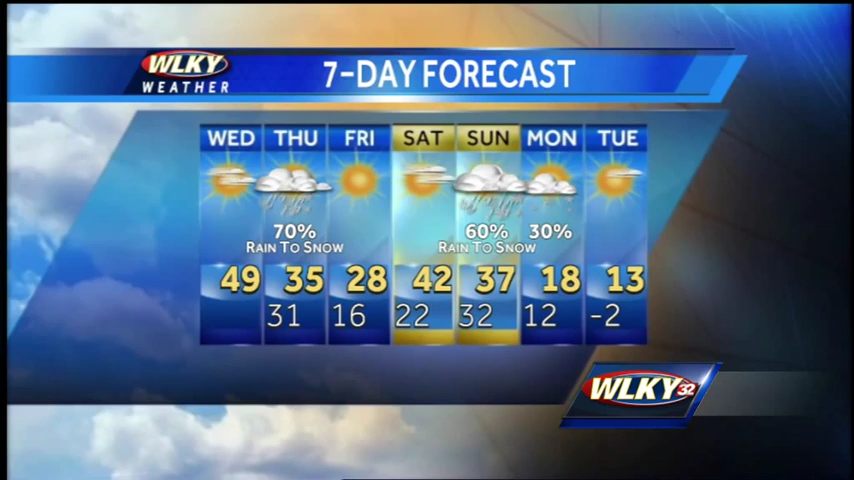 WLKY
WEATHER
7-DAY FORECAST
WED THU FRI SAT SUN MON TUE
70% 60% 30%
RAIN TO SNOW RAIN TO SNOW
49 35 28 42 37 18 13
31 16 22 32 12 -2
WLKY 32